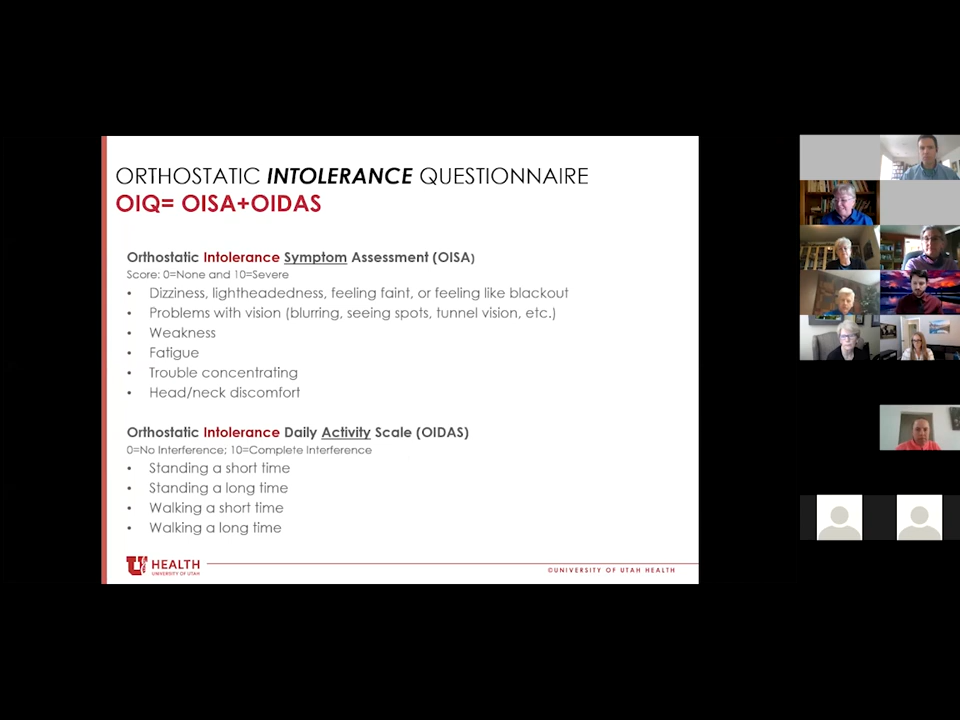 ORTHOSTATIC INTOLERANCE QUESTIONNAIRE
OIQ= OISA+OIDAS
Orthostatic Intolerance Symptom Assessment (OISA)
Score: 0=None and 10=Severe
• Dizziness, lightheadedness, feeling faint, or feeling like blackout
• Problems with vision (blurring, seeing spots, tunnel vision, etc.)
• Weakness
• Fatigue
• Trouble concentrating
• Head/neck discomfort
Orthostatic Intolerance Daily Activity Scale (OIDAS)
0=No Interference; 10=Complete Interference
• Standing a short time
• Standing a long time
• Walking a short time
• Walking a long time
U HEALTH
UNIVERSITY OF UTAH
©UNIVERSITY OF UTAH HEALTH